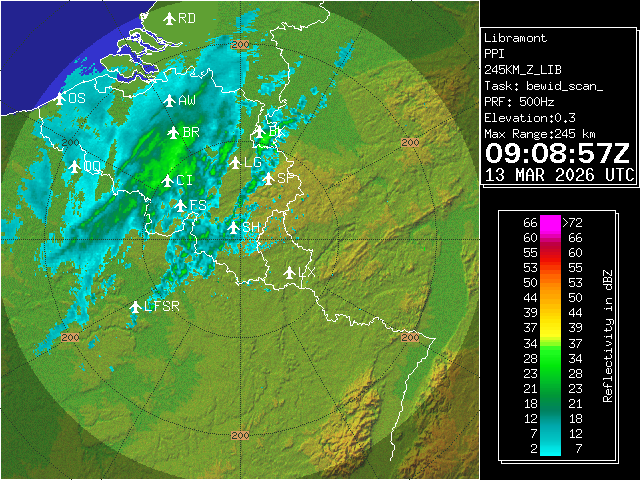 Libramont
PPI
245KM_Z_LIB
Task: bewid_scan_
PRF: 500Hz
Elevation:0.3
Max Range:245 km
09:08:57Z
13 MAR 2026 UTC
RD
200
OS
AW
BR
200
200
LG
CI
SP
FS
SH
LX
LFSR
200
200
200
66 >72
60 66
55 60
53 55
50 53
44 50
39 44
37 39
34 37
28 34
23 28
21 23
18 21
12 18
7 12
2 7
Reflectivity in dBZ